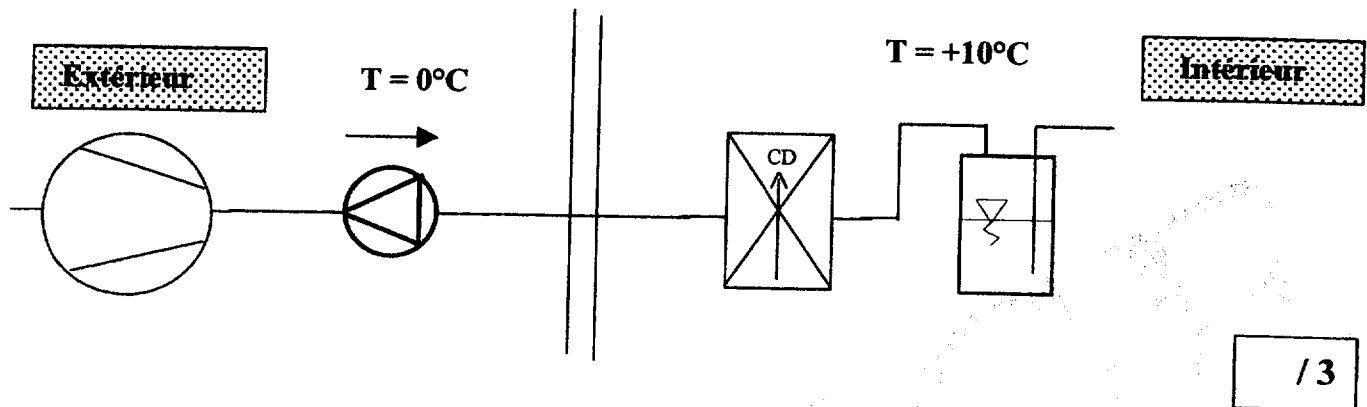 Extérieur
T = 0°C
T = +10°C
Intérieur
CD
/ 3